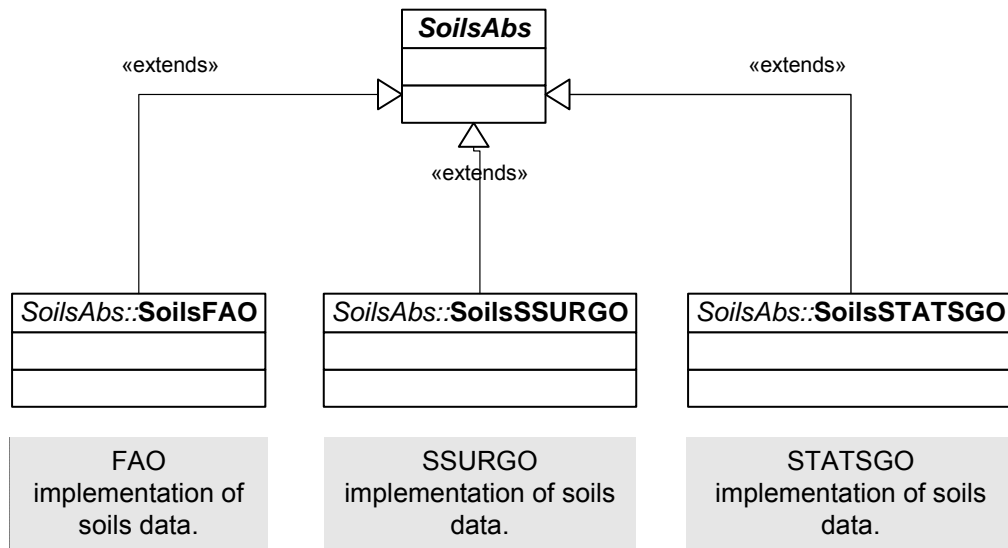 SoilsAbs
«extends»
«extends»
«extends»
SoilsAbs::SoilsFAO
SoilsAbs::SoilsSSURGO
SoilsAbs::SoilsSTATSGO
FAO
implementation of
soils data.
SSURGO
implementation of soils
data.
STATSGO
implementation of soils
data.